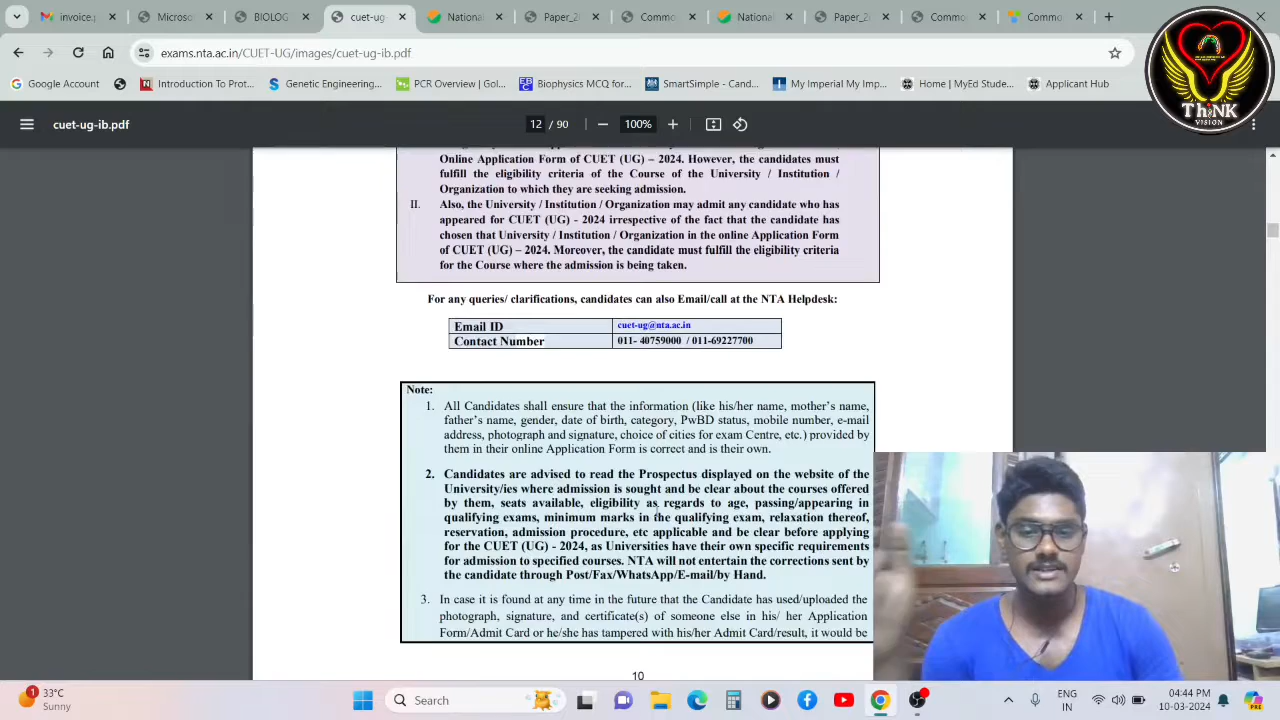 invoice.p
Microso
BIOLOG
cuet-ug
National
Paper_Z
Commo
National
Paper_Z
Commo
Commo
exams.nta.ac.in/CUET-UG/images/cuet-ug-ib.pdf
Google Account
Introduction To Prot...
Genetic Engineering...
PCR Overview | Gol...
Biophysics MCQ for...
SmartSimple - Cand...
My Imperial My Imp...
Home | MyEd Stude...
Applicant Hub
ThiNK
VISION
cuet-ug-ib.pdf
12 / 90
100%
Online Application Form of CUET (UG) – 2024. However, the candidates must
fulfill the eligibility criteria of the Course of the University / Institution /
Organization to which they are seeking admission.
II. Also, the University / Institution / Organization may admit any candidate who has
appeared for CUET (UG) - 2024 irrespective of the fact that the candidate has
chosen that University / Institution / Organization in the online Application Form
of CUET (UG) – 2024. Moreover, the candidate must fulfill the eligibility criteria
for the Course where the admission is being taken.
For any queries/ clarifications, candidates can also Email/call at the NTA Helpdesk:
Email ID cuet-ug@nta.ac.in
Contact Number 011- 40759000 / 011-69227700
Note:
1. All Candidates shall ensure that the information (like his/her name, mother's name,
father's name, gender, date of birth, category, PwBD status, mobile number, e-mail
address, photograph and signature, choice of cities for exam Centre, etc.) provided by
them in their online Application Form is correct and is their own.
2. Candidates are advised to read the Prospectus displayed on the website of the
University/ies where admission is sought and be clear about the courses offered
by them, seats available, eligibility as regards to age, passing/appearing in
qualifying exams, minimum marks in the qualifying exam, relaxation thereof,
reservation, admission procedure, etc applicable and be clear before applying
for the CUET (UG) - 2024, as Universities have their own specific requirements
for admission to specified courses. NTA will not entertain the corrections sent by
the candidate through Post/Fax/WhatsApp/E-mail/by Hand.
3. In case it is found at any time in the future that the Candidate has used/uploaded the
photograph, signature, and certificate(s) of someone else in his/ her Application
Form/Admit Card or he/she has tampered with his/her Admit Card/result, it would be
10
1
33°C
Sunny
Search
ENG
IN
04:44 PM
10-03-2024